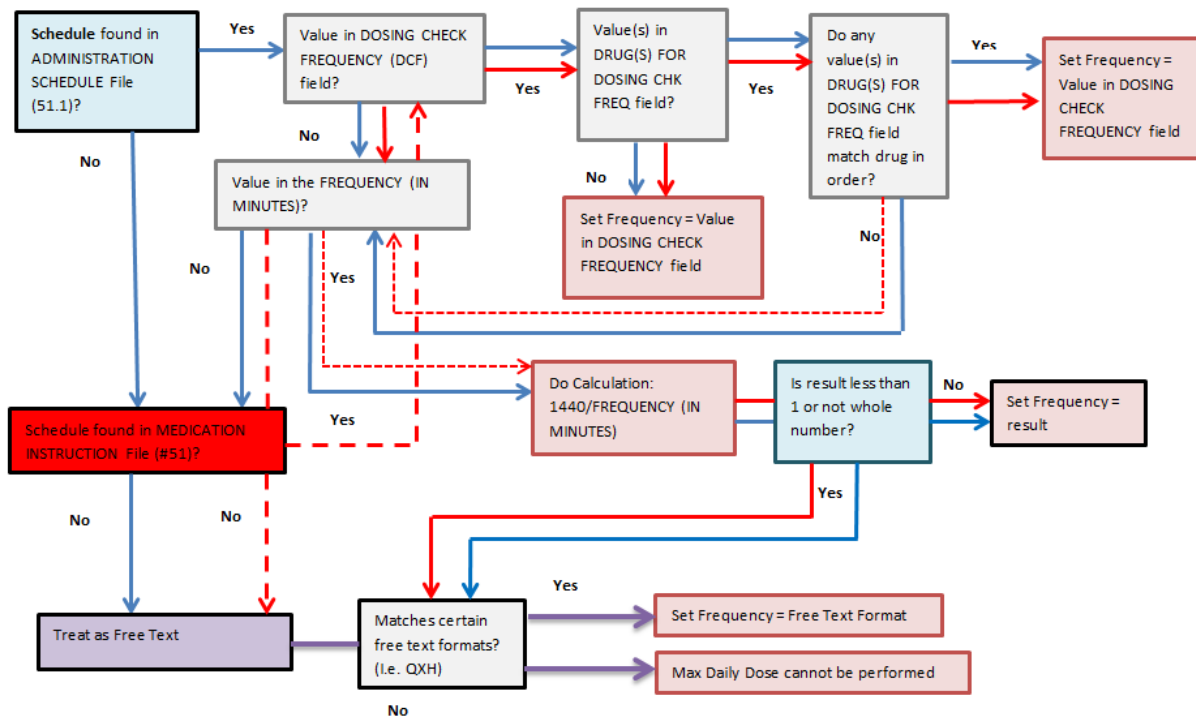 Schedule found in
ADMINISTRATION
SCHEDULE File
(51.1)?
Yes
Value in DOSING CHECK
FREQUENCY (DCF)
field?
Yes
Value(s) in
DRUG(S) FOR
DOSING CHK
FREQ field?
Yes
Do any
value(s) in
DRUG(S) FOR
DOSING CHK
FREQ field
match drug in
order?
Yes
Set Frequency =
Value in DOSING
CHECK
FREQUENCY field
No
No
Value in the FREQUENCY (IN
MINUTES)?
No
Set Frequency = Value
in DOSING CHECK
FREQUENCY field
No
No
Yes
Do Calculation:
1440/FREQUENCY (IN
MINUTES)
Is result less than
1 or not whole
number?
No
Set Frequency =
result
Schedule found in MEDICATION
INSTRUCTION File (#51)?
Yes
No
No
Yes
Treat as Free Text
Matches certain
free text formats?
(I.e. QXH)
Yes
Set Frequency = Free Text Format
Max Daily Dose cannot be performed
No